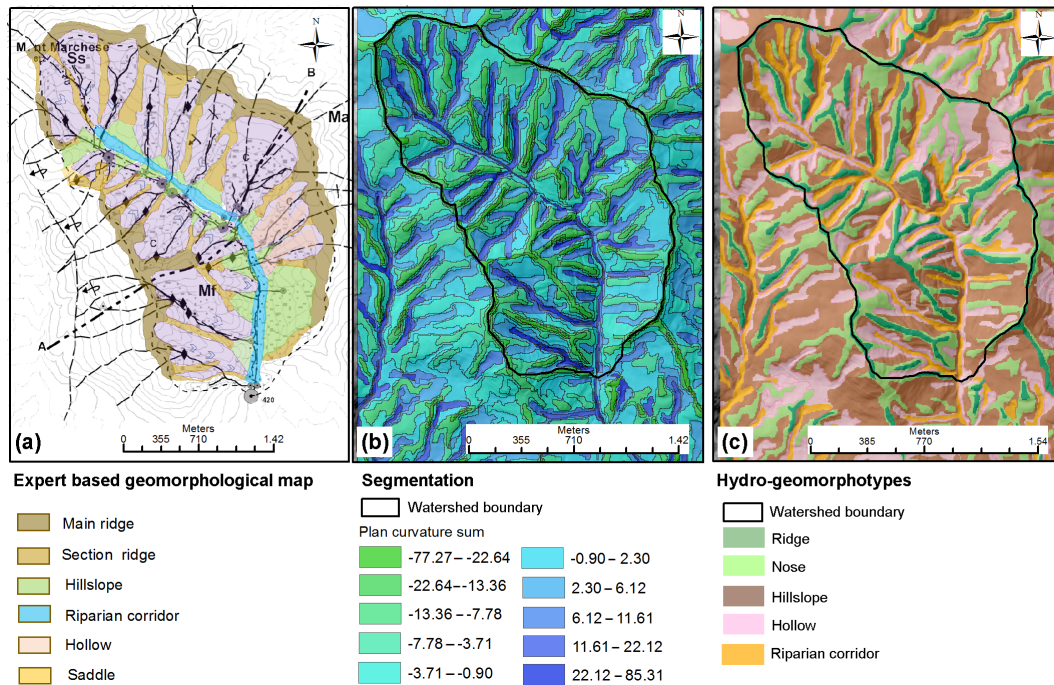 (a)
N
M nt Marchese
Ss
B
Ma
C
C
C
Mf
A
420
Meters
0 355 710 1.42
(b)
N
Meters
0 355 710 1.42
(c)
N
Meters
0 385 770 1.54
Expert based geomorphological map
Main ridge
Section ridge
Hillslope
Riparian corridor
Hollow
Saddle
Segmentation
Watershed boundary
Plan curvature sum
-77.27 – -22.64
-22.64 – -13.36
-13.36 – -7.78
-7.78 – -3.71
-3.71 – -0.90
-0.90 – 2.30
2.30 – 6.12
6.12 – 11.61
11.61 – 22.12
22.12 – 85.31
Hydro-geomorphotypes
Watershed boundary
Ridge
Nose
Hillslope
Hollow
Riparian corridor